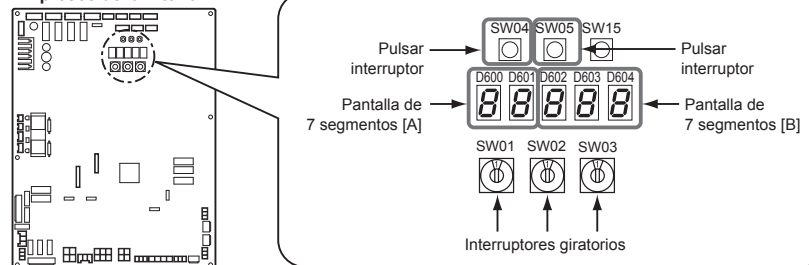 SW04 SW05 SW15
Pulsar
interruptor
Pulsar
interruptor
D600 D601 D602 D603 D604
Pantalla de
7 segmentos [A]
Pantalla de
7 segmentos [B]
SW01 SW02 SW03
Interruptores giratorios